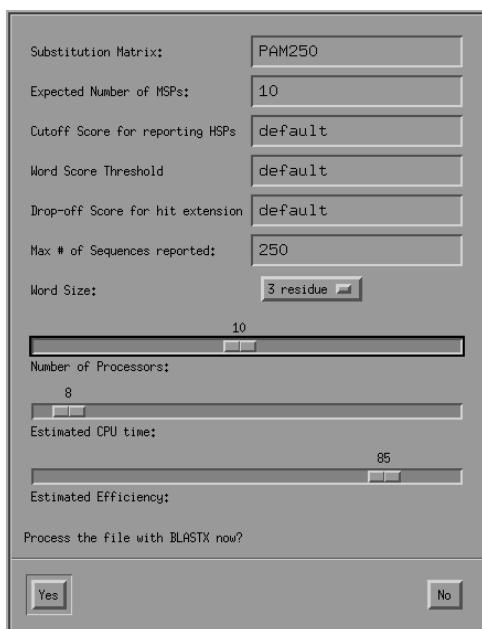 Substitution Matrix: PAM250
Expected Number of MSPs: 10
Cutoff Score for reporting HSPs default
Word Score Threshold default
Drop-off Score for hit extension default
Max # of Sequences reported: 250
Word Size: 3 residue
10
Number of Processors:
8
Estimated CPU time:
85
Estimated Efficiency:
Process the file with BLASTX now?
Yes No